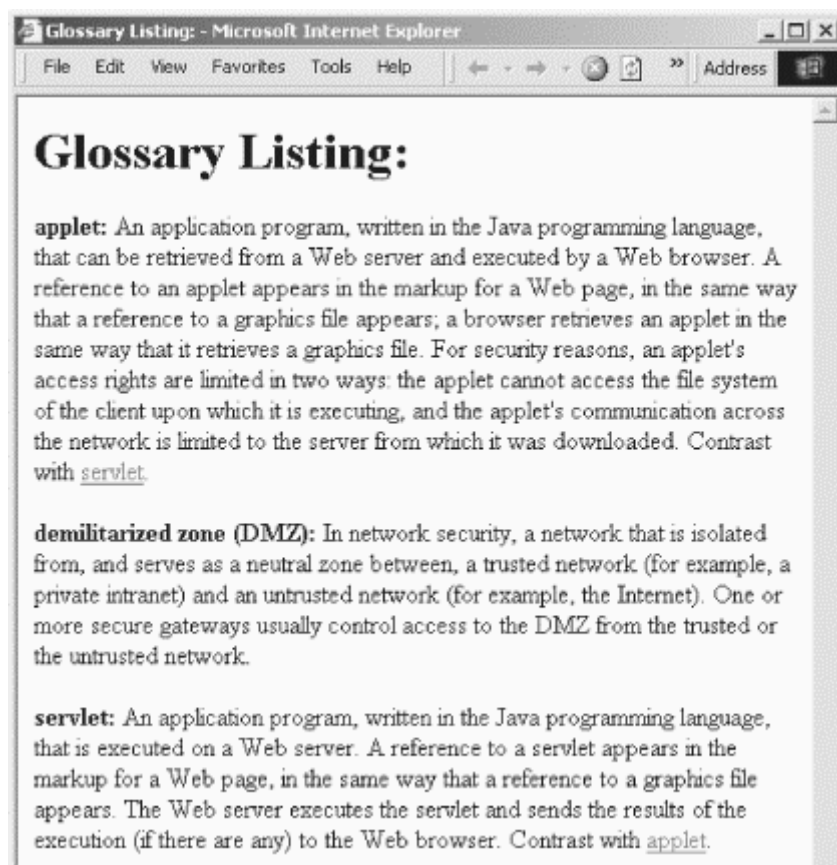 Glossary Listing: - Microsoft Internet Explorer
File Edit View Favorites Tools Help » Address
Glossary Listing:
applet: An application program, written in the Java programming language,
that can be retrieved from a Web server and executed by a Web browser. A
reference to an applet appears in the markup for a Web page, in the same way
that a reference to a graphics file appears; a browser retrieves an applet in the
same way that it retrieves a graphics file. For security reasons, an applet's
access rights are limited in two ways: the applet cannot access the file system
of the client upon which it is executing, and the applet's communication across
the network is limited to the server from which it was downloaded. Contrast
with servlet.
demilitarized zone (DMZ): In network security, a network that is isolated
from, and serves as a neutral zone between, a trusted network (for example, a
private intranet) and an untrusted network (for example, the Internet). One or
more secure gateways usually control access to the DMZ from the trusted or
the untrusted network.
servlet: An application program, written in the Java programming language,
that is executed on a Web server. A reference to a servlet appears in the
markup for a Web page, in the same way that a reference to a graphics file
appears. The Web server executes the servlet and sends the results of the
execution (if there are any) to the Web browser. Contrast with applet.